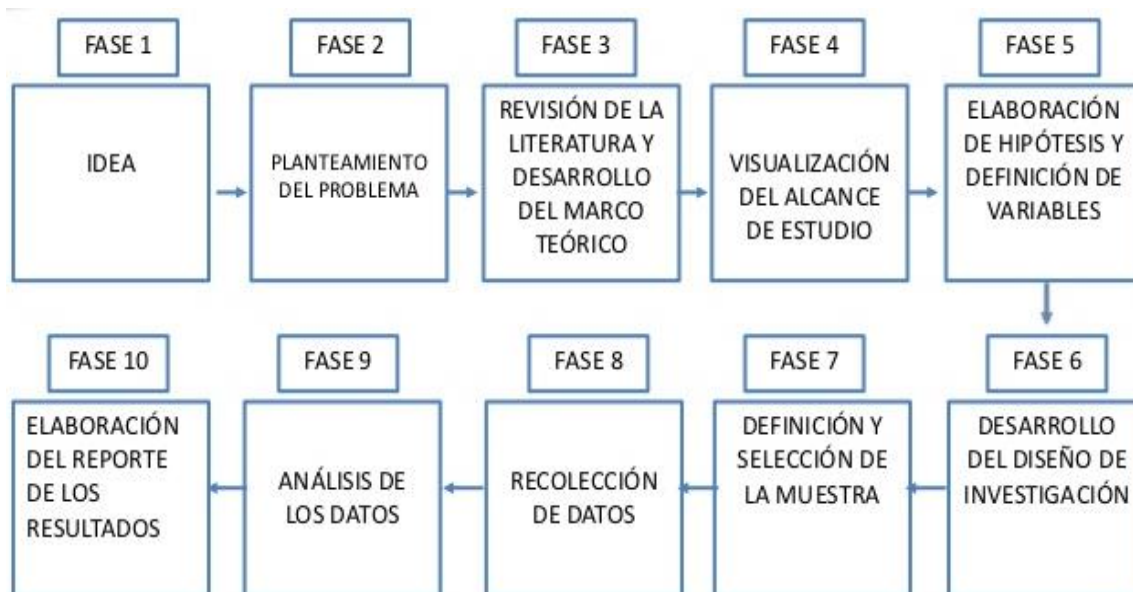 FASE 1
IDEA
FASE 2
PLANTEAMIENTO
DEL PROBLEMA
FASE 3
REVISIÓN DE LA
LITERATURA Y
DESARROLLO
DEL MARCO
TEÓRICO
FASE 4
VISUALIZACIÓN
DEL ALCANCE
DE ESTUDIO
FASE 5
ELABORACIÓN
DE HIPÓTESIS Y
DEFINICIÓN DE
VARIABLES
FASE 6
DESARROLLO
DEL DISEÑO DE
INVESTIGACIÓN
FASE 7
DEFINICIÓN Y
SELECCIÓN DE
LA MUESTRA
FASE 8
RECOLECCIÓN
DE DATOS
FASE 9
ANÁLISIS DE
LOS DATOS
FASE 10
ELABORACIÓN
DEL REPORTE
DE LOS
RESULTADOS